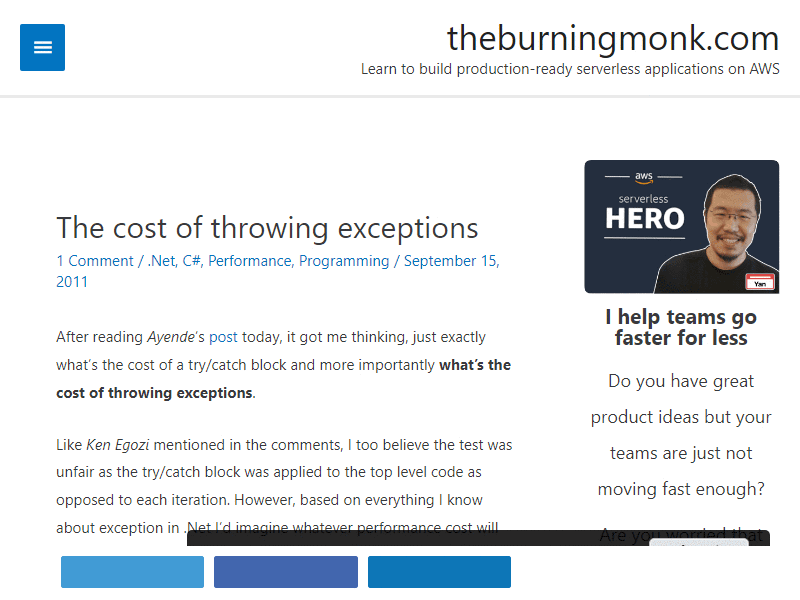 theburningmonk.com
Learn to build production-ready serverless applications on AWS
The cost of throwing exceptions
1 Comment / .Net, C#, Performance, Programming / September 15,
2011
After reading Ayende's post today, it got me thinking, just exactly
what's the cost of a try/catch block and more importantly what's the
cost of throwing exceptions.
Like Ken Egozi mentioned in the comments, I too believe the test was
unfair as the try/catch block was applied to the top level code as
opposed to each iteration. However, based on everything I know
about exception in .Net I'd imagine whatever performance cost will
aws
serverless
HERO
Yan
I help teams go
faster for less
Do you have great
product ideas but your
teams are just not
moving fast enough?
Are you worried that